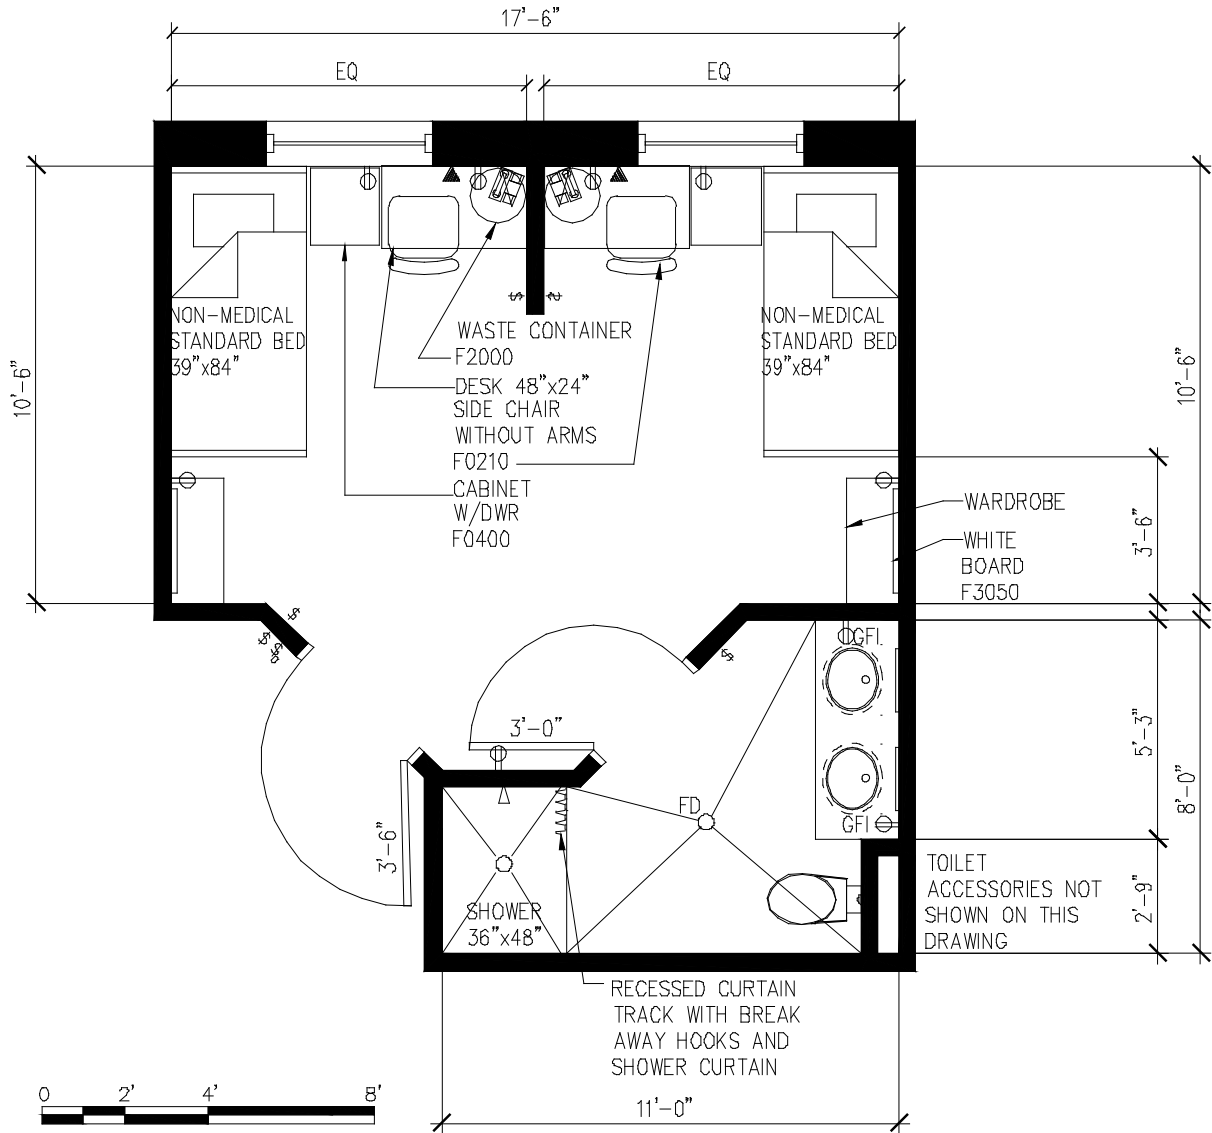 17'-6"
EQ
EQ
10'-6"
10'-6"
NON-MEDICAL
STANDARD BED
39"x84"
NON-MEDICAL
STANDARD BED
39"x84"
WASTE CONTAINER
F2000
DESK 48"x24"
SIDE CHAIR
WITHOUT ARMS
F0210
CABINET
W/DWR
F0400
WARDROBE
WHITE
BOARD
F3050
3'-6"
$
$
$
$
$
$
$
GFI
3'-0"
5'-3"
8'-0"
FD
GFI
3'-6"
SHOWER
36"x48"
TOILET
ACCESSORIES NOT
SHOWN ON THIS
DRAWING
2'-9"
RECESSED CURTAIN
TRACK WITH BREAK
AWAY HOOKS AND
SHOWER CURTAIN
0 2' 4' 8'
11'-0"